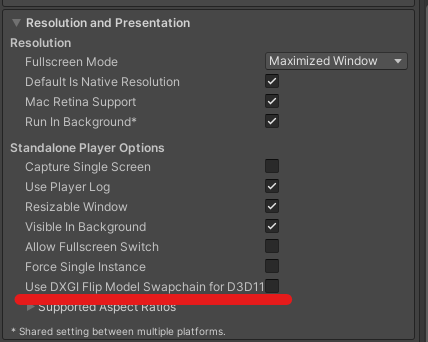 Resolution and Presentation
Resolution
Fullscreen Mode Maximized Window
Default Is Native Resolution
Mac Retina Support
Run In Background*
Standalone Player Options
Capture Single Screen
Use Player Log
Resizable Window
Visible In Background
Allow Fullscreen Switch
Force Single Instance
Use DXGI Flip Model Swapchain for D3D11
Supported Aspect Ratios
* Shared setting between multiple platforms.